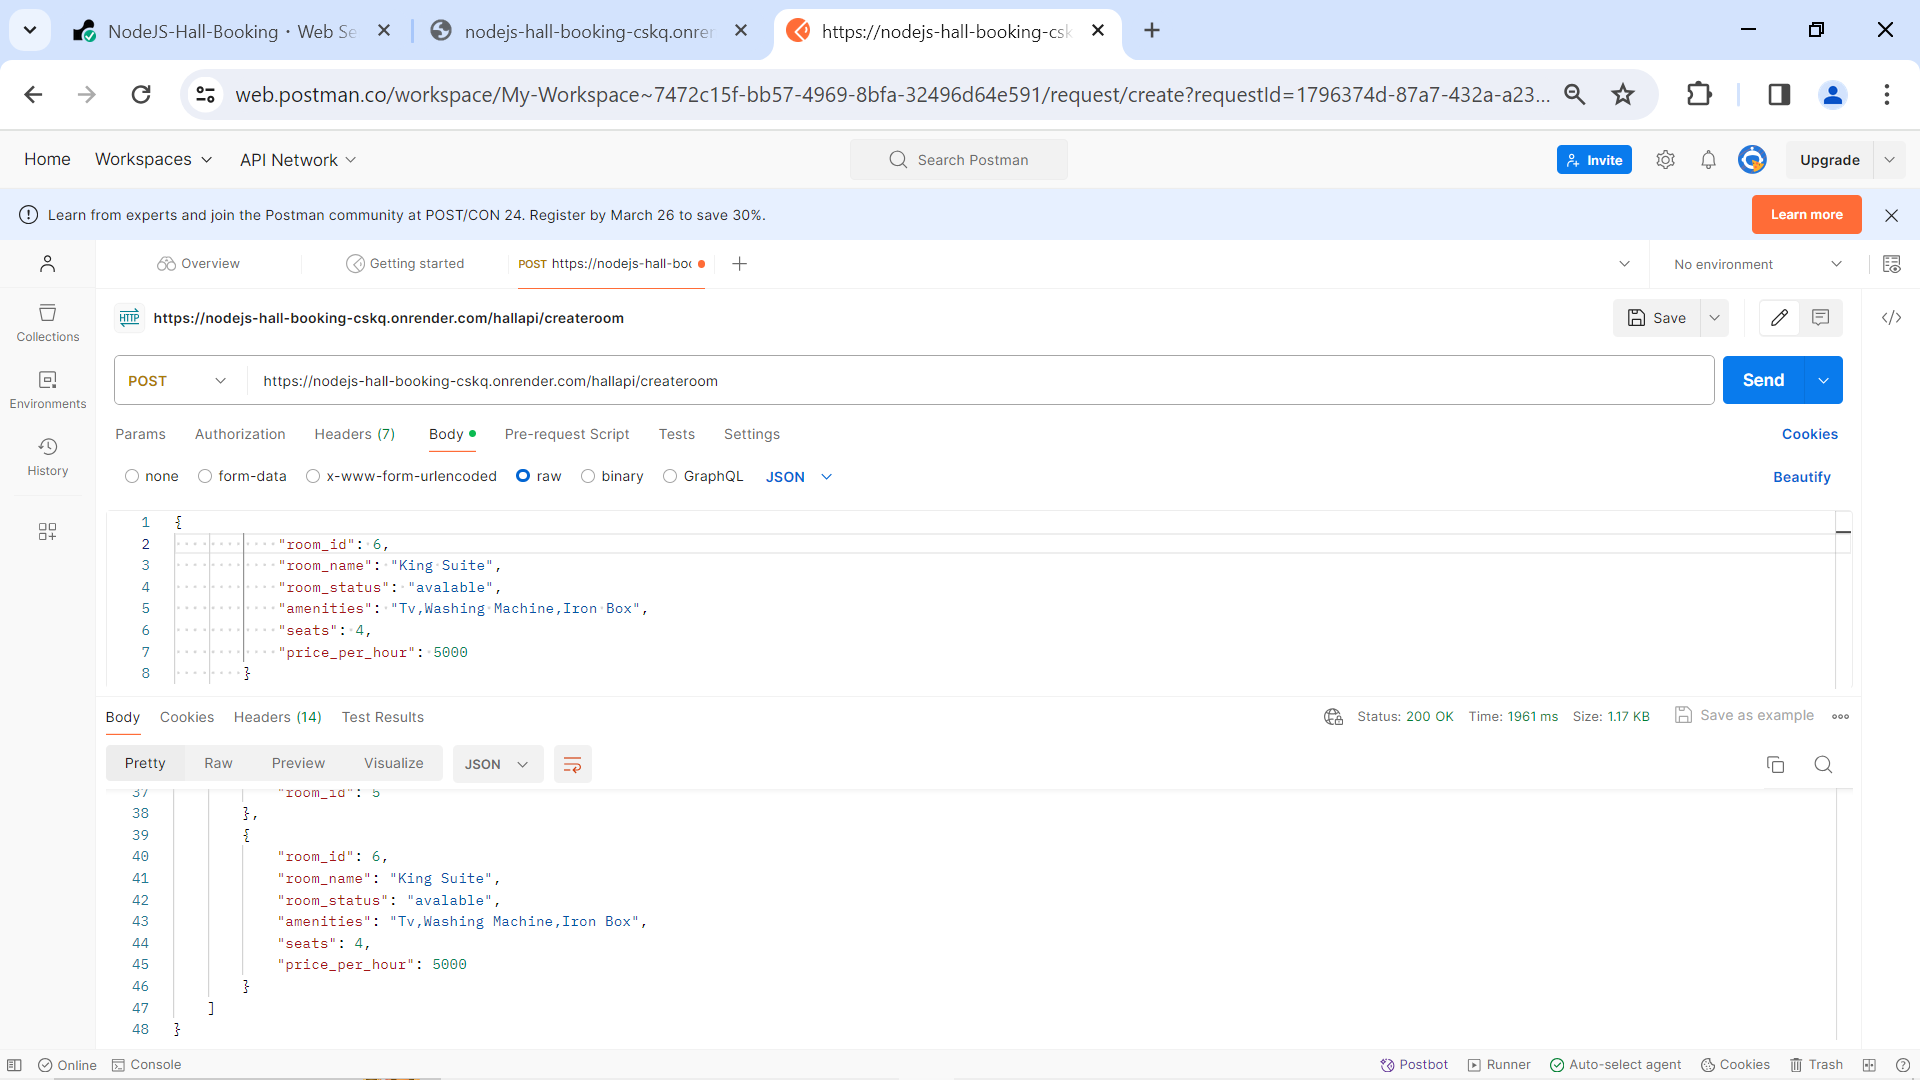 NodeJS-Hall-Booking · Web Se
nodejs-hall-booking-cskq.onrer
https://nodejs-hall-booking-csk
web.postman.co/workspace/My-Workspace~7472c15f-bb57-4969-8bfa-32496d64e591/request/create?requestId=1796374d-87a7-432a-a23...
Home Workspaces API Network Search Postman Invite Upgrade
Learn from experts and join the Postman community at POST/CON 24. Register by March 26 to save 30%. Learn more
Overview Getting started POST https://nodejs-hall-boo No environment
Collections
Environments
History
HTTP https://nodejs-hall-booking-cskq.onrender.com/hallapi/createroom Save
POST https://nodejs-hall-booking-cskq.onrender.com/hallapi/createroom Send
Params Authorization Headers (7) Body Pre-request Script Tests Settings Cookies
none form-data x-www-form-urlencoded raw binary GraphQL JSON Beautify
1 {
2 "room_id": 6,
3 "room_name": "King Suite",
4 "room_status": "avalable",
5 "amenities": "Tv,Washing Machine,Iron Box",
6 "seats": 4,
7 "price_per_hour": 5000
8 }
Body Cookies Headers (14) Test Results Status: 200 OK Time: 1961 ms Size: 1.17 KB Save as example
Pretty Raw Preview Visualize JSON
37 "room_id": 5
38 },
39 {
40 "room_id": 6,
41 "room_name": "King Suite",
42 "room_status": "avalable",
43 "amenities": "Tv,Washing Machine,Iron Box",
44 "seats": 4,
45 "price_per_hour": 5000
46 }
47 ]
48 }
Online Console Postbot Runner Auto-select agent Cookies Trash